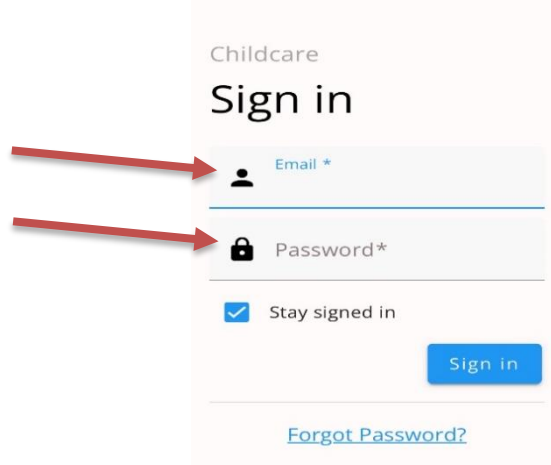 Childcare
Sign in
Email *
Password*
Stay signed in
Sign in
Forgot Password?